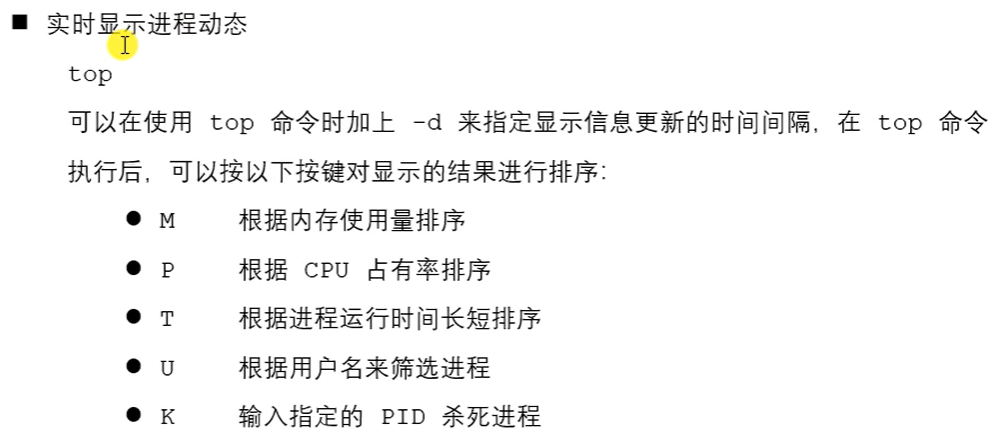 ■ 实时显示进程动态
top
可以在使用 top 命令时加上 -d 来指定显示信息更新的时间间隔，在 top 命令
执行后，可以按以下按键对显示的结果进行排序：
● M 根据内存使用量排序
● P 根据 CPU 占有率排序
● T 根据进程运行时间长短排序
● U 根据用户名来筛选进程
● K 输入指定的 PID 杀死进程